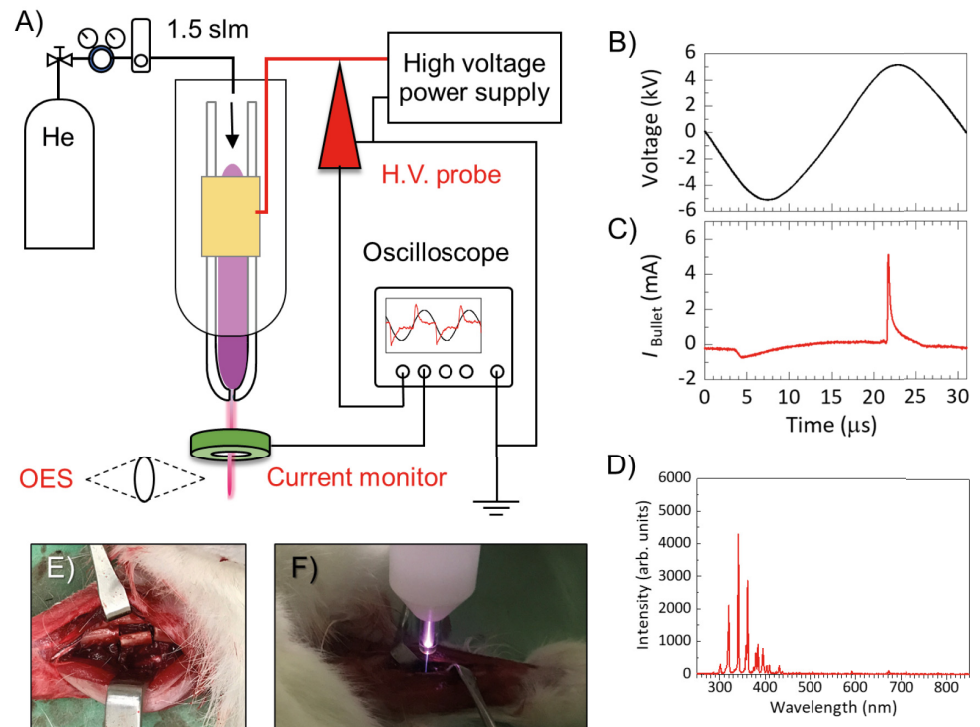 A)
1.5 slm
He
High voltage
power supply
H.V. probe
Oscilloscope
OES
Current monitor
B)
Voltage (kV)
6
4
2
0
-2
-4
-6
C)
I Bullet (mA)
6
4
2
0
-2
0
5
10
15
20
25
30
Time (µs)
D)
Intensity (arb. units)
6000
5000
4000
3000
2000
1000
0
300
400
500
600
700
800
Wavelength (nm)
E)
F)